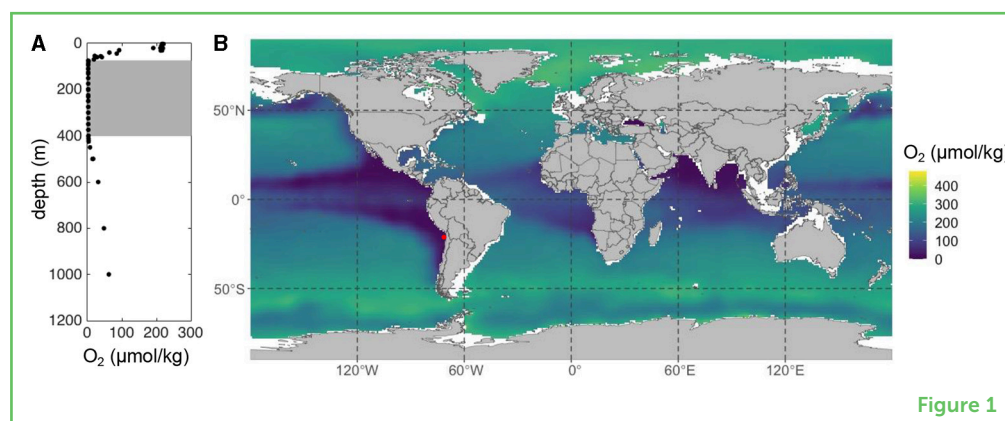 A
0
200
400
600
800
1000
1200
depth (m)
0 100 200 300
O₂ (μmol/kg)
B
50°N
0°
50°S
120°W 60°W 0° 60°E 120°E
O₂ (μmol/kg)
400
300
200
100
0
Figure 1